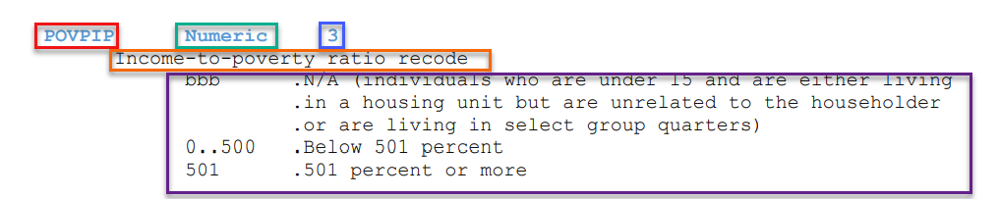 POVPIP Numeric 3
Income-to-poverty ratio recode
bbb .N/A (individuals who are under 15 and are either living
.in a housing unit but are unrelated to the householder
.or are living in select group quarters)
0..500 .Below 501 percent
501 .501 percent or more